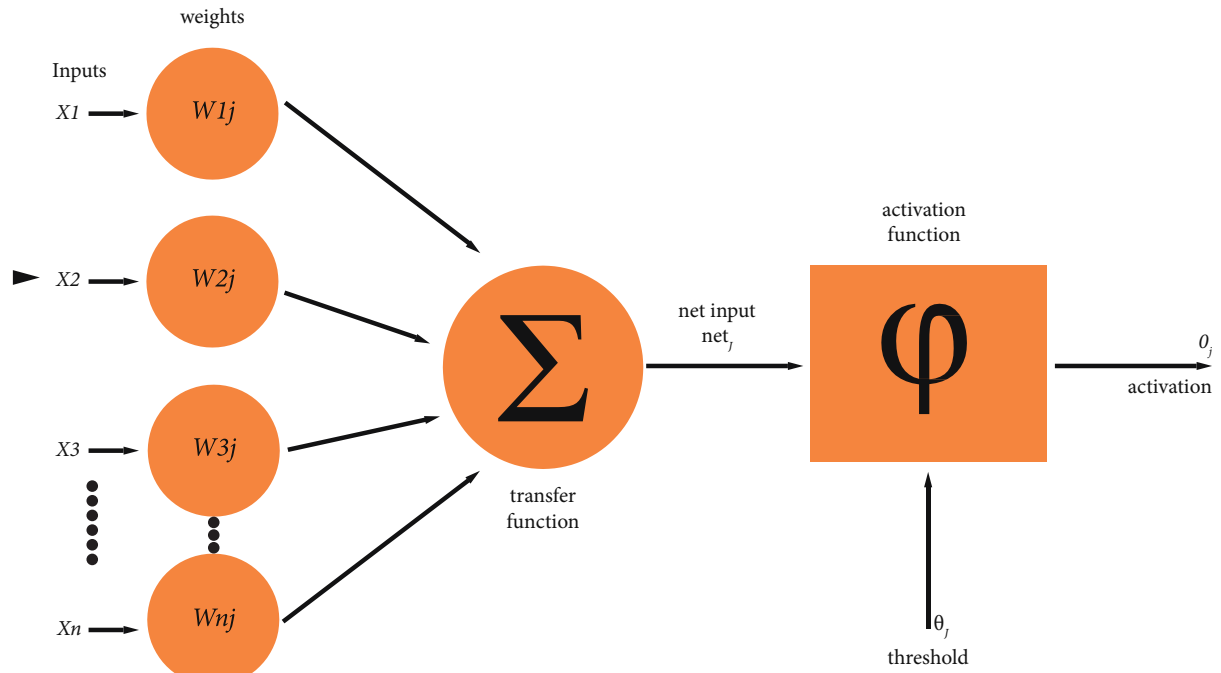 weights
Inputs
X1
W1j
X2
W2j
X3
W3j
Xn
Wnj
Σ
transfer
function
net input
net_J
activation
function
φ
0_j
activation
θ_J
threshold